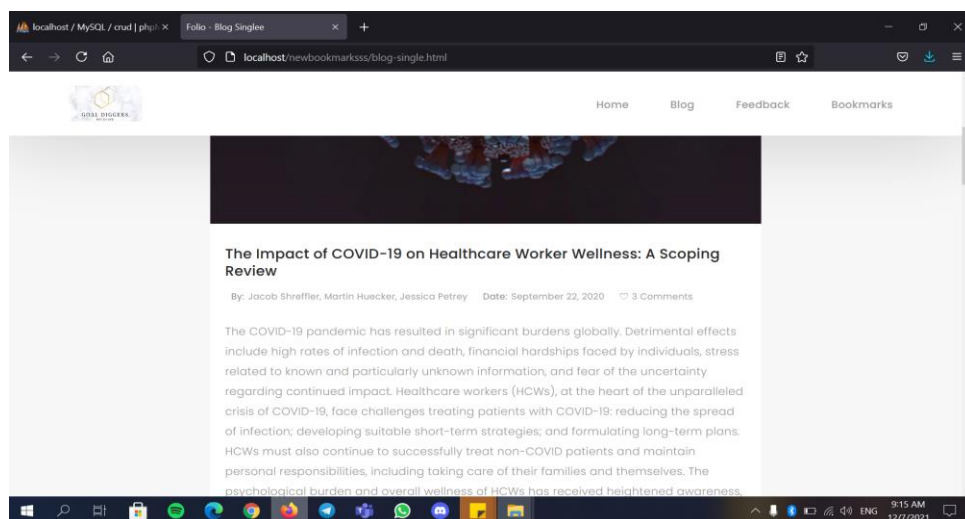 localhost / MySQL / crud | php
Folio - Blog Singlee
localhost/newbookmarksss/blog-single.html
GOAL DIGGERS
Home Blog Feedback Bookmarks
The Impact of COVID-19 on Healthcare Worker Wellness: A Scoping
Review
By: Jacob Shreffler, Martin Huecker, Jessica Petrey Date: September 22, 2020 3 Comments
The COVID-19 pandemic has resulted in significant burdens globally. Detrimental effects
include high rates of infection and death, financial hardships faced by individuals, stress
related to known and particularly unknown information, and fear of the uncertainty
regarding continued impact. Healthcare workers (HCWs), at the heart of the unparalleled
crisis of COVID-19, face challenges treating patients with COVID-19: reducing the spread
of infection; developing suitable short-term strategies; and formulating long-term plans.
HCWs must also continue to successfully treat non-COVID patients and maintain
personal responsibilities, including taking care of their families and themselves. The
psychological burden and overall wellness of HCWs has received heightened awareness,
ENG
9:15 AM
12/7/2021